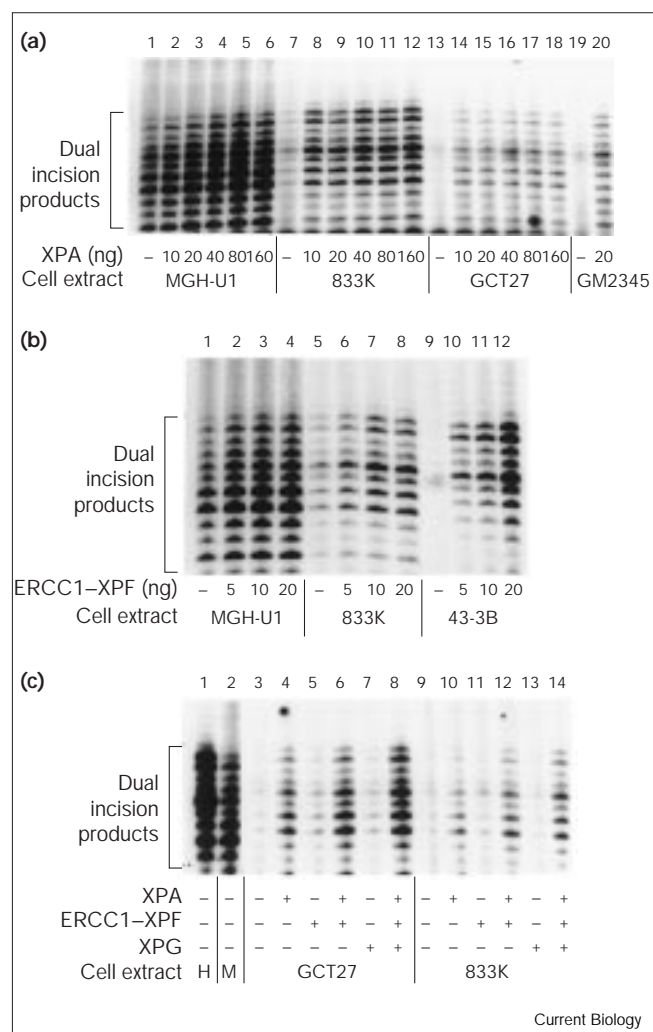 (a)
1 2 3 4 5 6 7 8 9 10 11 12 13 14 15 16 17 18 19 20
Dual
incision
products
XPA (ng) – 10 20 40 80 160 – 10 20 40 80 160 – 10 20 40 80 160 – 20
Cell extract MGH-U1 833K GCT27 GM2345
(b)
1 2 3 4 5 6 7 8 9 10 11 12
Dual
incision
products
ERCC1–XPF (ng) – 5 10 20 – 5 10 20 – 5 10 20
Cell extract MGH-U1 833K 43-3B
(c)
1 2 3 4 5 6 7 8 9 10 11 12 13 14
Dual
incision
products
XPA – – – + – + – + – + – + – +
ERCC1–XPF – – – – + + – + – – + + – +
XPG – – – – – – + + – – – – + +
Cell extract H M GCT27 833K
Current Biology